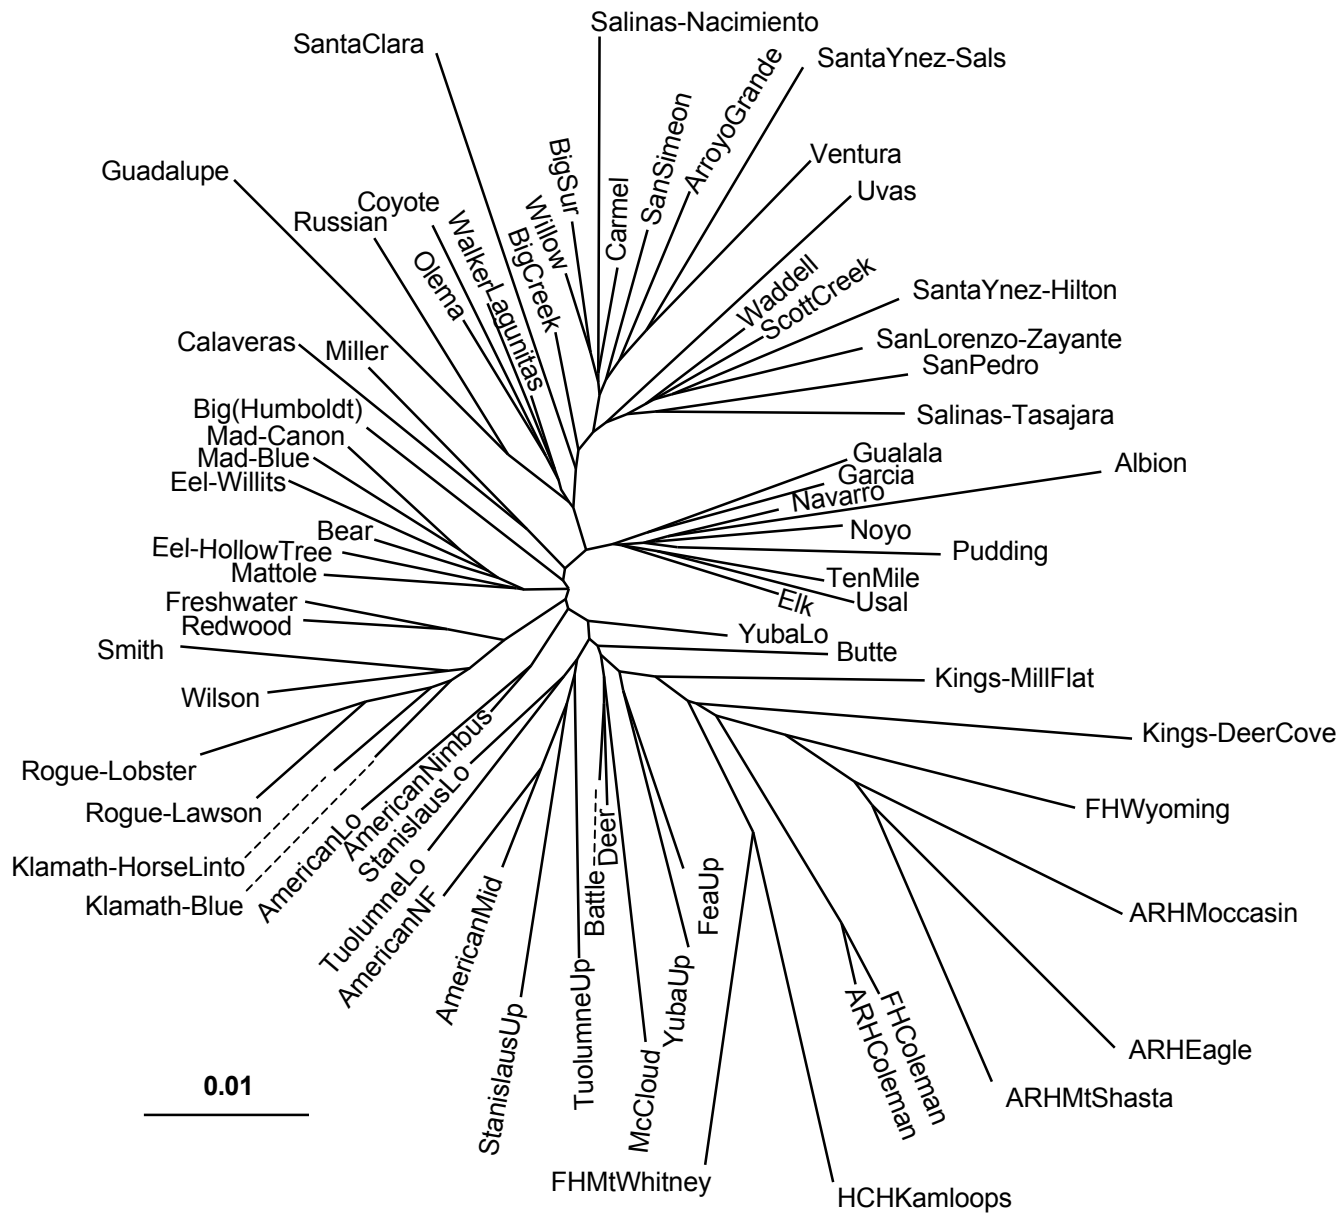 Salinas-Nacimiento
SantaClara
SantaYnez-Sals
ArroyoGrande
SanSimeon
BigSur
Carmel
Ventura
Guadalupe
Uvas
Coyote
Russian
Willow
Walker
BigCreek
Olema
Lagunitas
Waddell
ScottCreek
SantaYnez-Hilton
Calaveras
Miller
SanLorenzo-Zayante
SanPedro
Big(Humboldt)
Salinas-Tasajara
Mad-Canon
Mad-Blue
Gualala
Albion
Eel-Willits
Garcia
Navarro
Bear
Noyo
Eel-HollowTree
Pudding
Mattole
TenMile
Freshwater
Elk
Usal
Redwood
YubaLo
Smith
Butte
Wilson
Kings-MillFlat
Kings-DeerCove
Rogue-Lobster
Rogue-Lawson
FHWyoming
Klamath-HorseLinto
Klamath-Blue
AmericanLo
AmericanNimbus
StanislausLo
TuolumneLo
AmericanNF
AmericanMid
StanislausUp
TuolumneUp
Battle
Deer
McCloud
YubaUp
FeaUp
ARHMoccasin
FHColeman
ARHColeman
ARHEagle
ARHMtShasta
0.01
FHMtWhitney
HCHKamloops